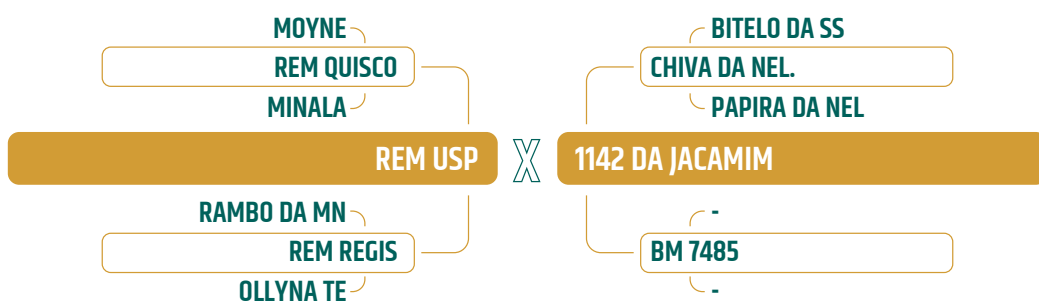 MOYNE
REM QUISCO
MINALA
BITELO DA SS
CHIVA DA NEL.
PAPIRA DA NEL
REM USP X 1142 DA JACAMIM
RAMBO DA MN
REM REGIS
OLLYNA TE
-
BM 7485
-